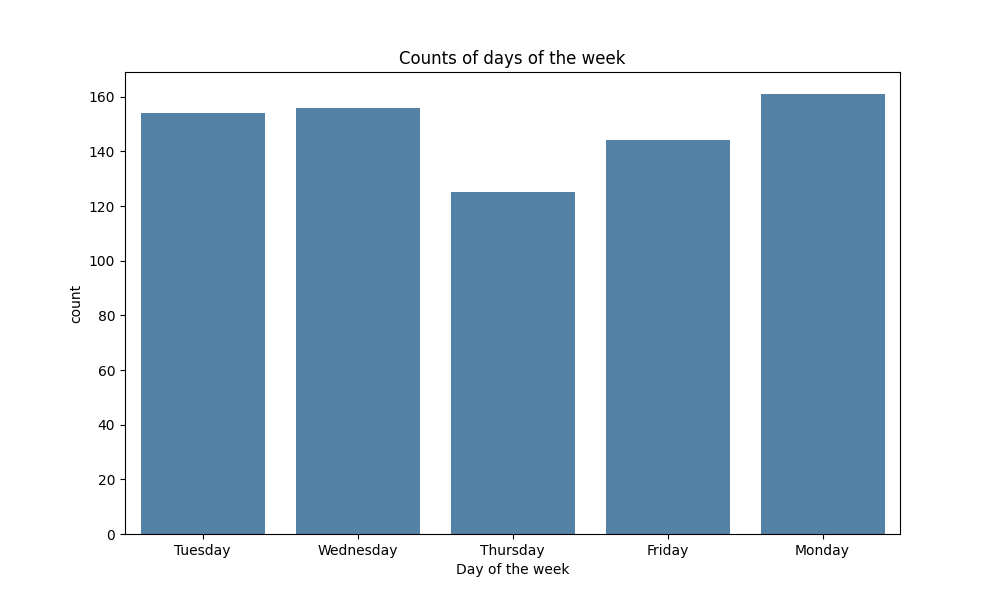 Counts of days of the week
160
140
120
100
80
60
40
20
0
count
Tuesday Wednesday Thursday Friday Monday
Day of the week